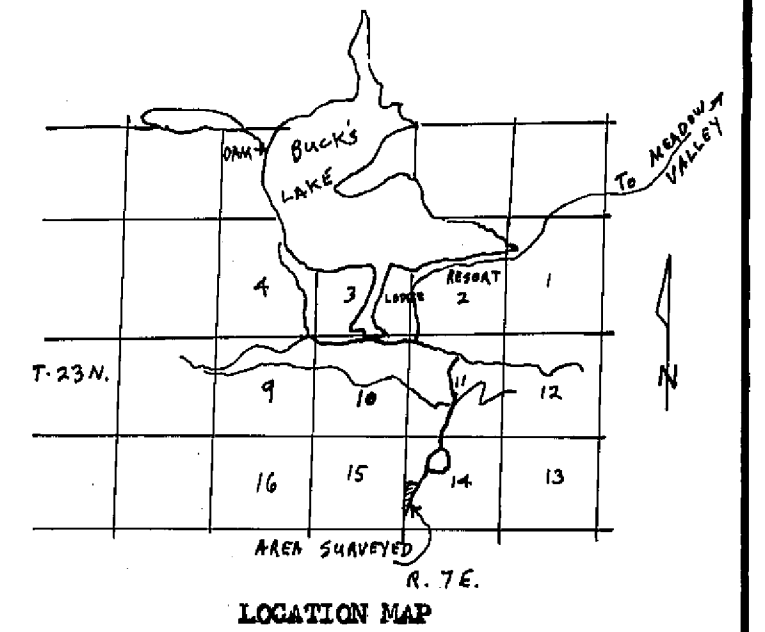 BUCK'S
LAKE
DAM
To MEADOW
VALLEY
4
3
LODGE
RESORT
2
1
T. 23 N.
9
10
11
12
N
16
15
14
13
AREA SURVEYED
R. 7 E.
LOCATION MAP